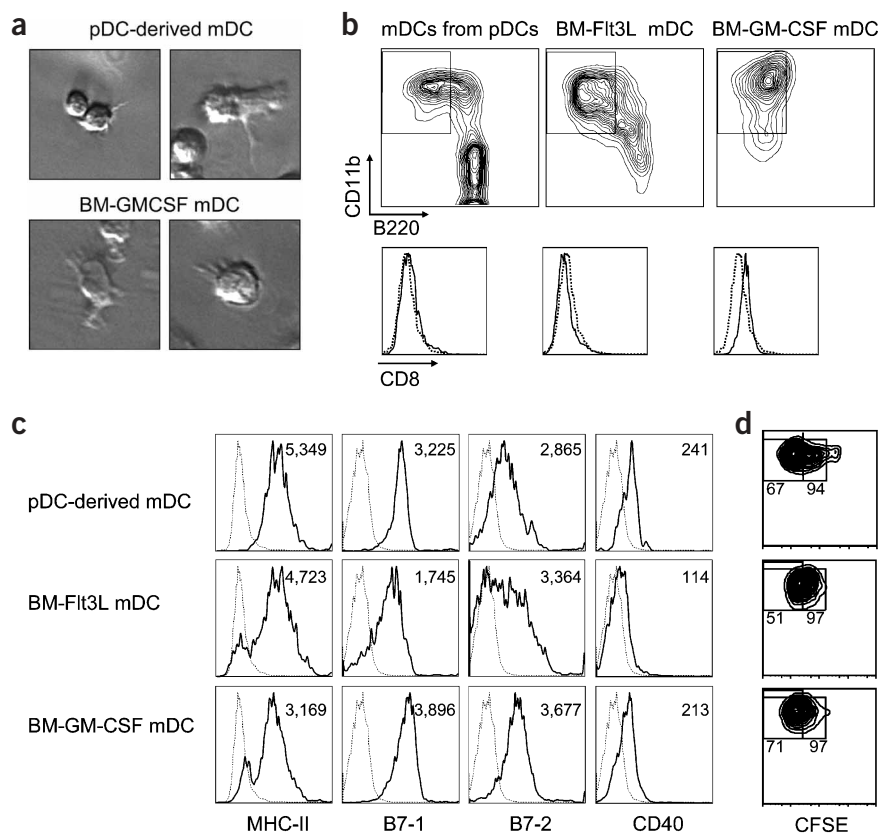 a
pDC-derived mDC
BM-GMCSF mDC
b
mDCs from pDCs BM-Flt3L mDC BM-GM-CSF mDC
CD11b
B220
CD8
c
pDC-derived mDC
5,349 3,225 2,865 241
BM-Flt3L mDC
4,723 1,745 3,364 114
BM-GM-CSF mDC
3,169 3,896 3,677 213
MHC-II B7-1 B7-2 CD40
d
67 94
51 97
71 97
CFSE